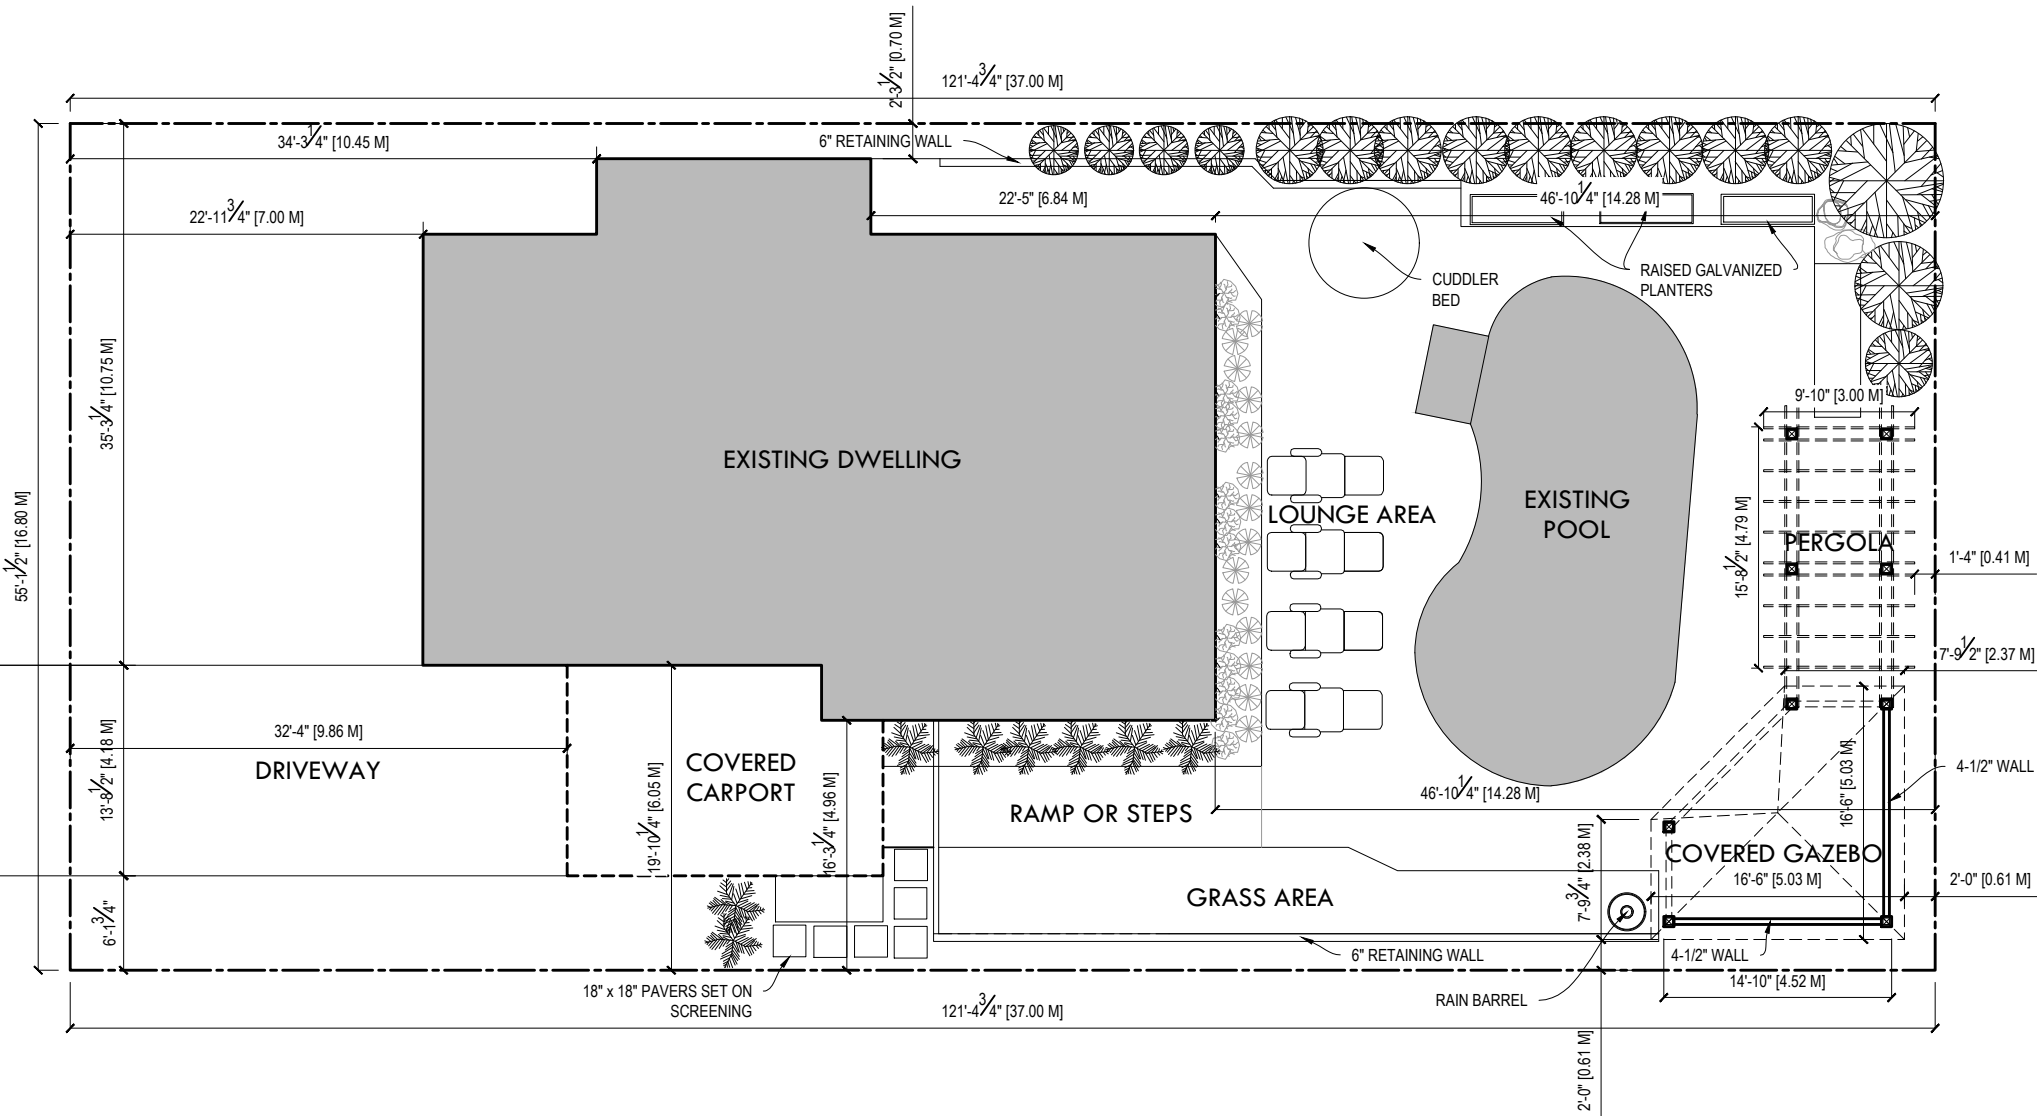 2'-3 1/2" [0.70 M]
121'-4 3/4" [37.00 M]
34'-3 1/4" [10.45 M]
6" RETAINING WALL
22'-11 3/4" [7.00 M]
22'-5" [6.84 M]
46'-10 1/4" [14.28 M]
CUDDLER
BED
RAISED GALVANIZED
PLANTERS
35'-3 1/4" [10.75 M]
55'-1 1/2" [16.80 M]
9'-10" [3.00 M]
EXISTING DWELLING
LOUNGE AREA
EXISTING
POOL
15'-8 1/2" [4.79 M]
PERGOLA
1'-4" [0.41 M]
7'-9 1/2" [2.37 M]
32'-4" [9.86 M]
DRIVEWAY
13'-8 1/2" [4.18 M]
COVERED
CARPORT
19'-10 1/4" [6.05 M]
16'-3 1/4" [4.96 M]
RAMP OR STEPS
46'-10 1/4" [14.28 M]
16'-6" [5.03 M]
4-1/2" WALL
COVERED GAZEBO
16'-6" [5.03 M]
2'-0" [0.61 M]
7'-9 3/4" [2.38 M]
GRASS AREA
6'-1 3/4"
6" RETAINING WALL
4-1/2" WALL
14'-10" [4.52 M]
18" x 18" PAVERS SET ON
SCREENING
RAIN BARREL
121'-4 3/4" [37.00 M]
2'-0" [0.61 M]